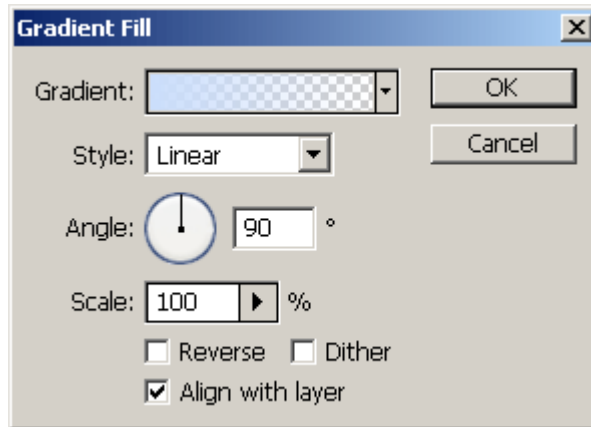 Gradient Fill
Gradient: OK
Style: Linear Cancel
Angle: 90 °
Scale: 100 %
Reverse Dither
Align with layer